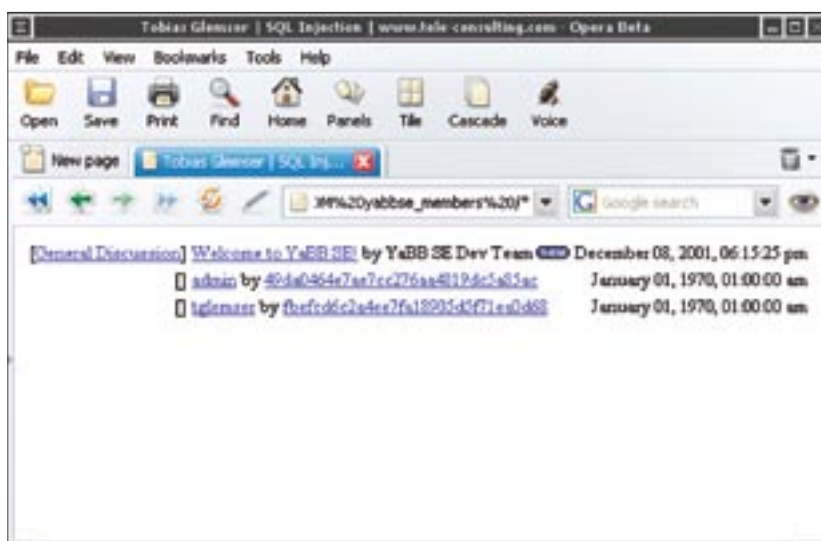 Tobias Glemser | SQL Injection | www.tele-consulting.com - Opera Beta
File Edit View Bookmarks Tools Help
Open Save Print Find Home Panels Tile Cascade Voice
New page Tobias Glemser | SQL Inj...
XM%20yabbse_members%20/* Google search
[General Discussion] Welcome to YaBB SE! by YaBB SE Dev Team December 08, 2001, 06:15:25 pm
[] admin by January 01, 1970, 01:00:00 am
[] tglemser by January 01, 1970, 01:00:00 am